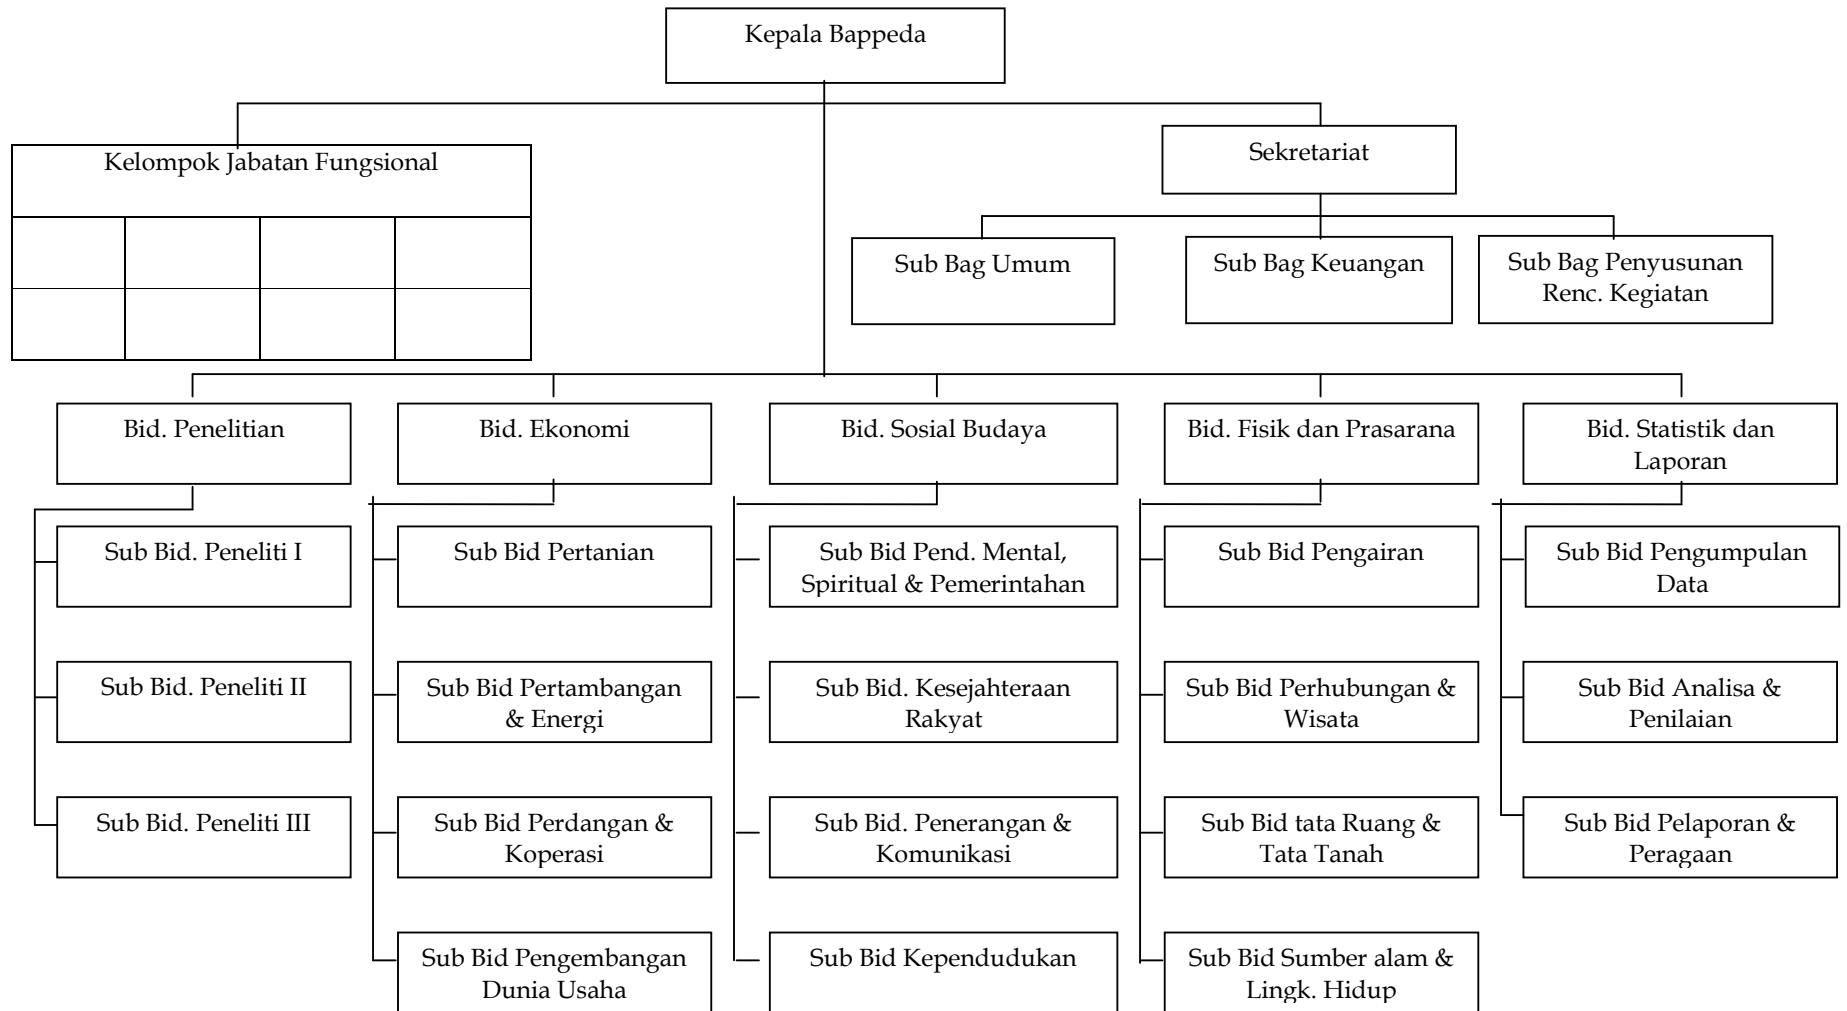 Kepala Bappeda
Kelompok Jabatan Fungsional
Sekretariat
Sub Bag Umum
Sub Bag Keuangan
Sub Bag Penyusunan
Renc. Kegiatan
Bid. Penelitian
Bid. Ekonomi
Bid. Sosial Budaya
Bid. Fisik dan Prasarana
Bid. Statistik dan
Laporan
Sub Bid. Peneliti I
Sub Bid Pertanian
Sub Bid Pend. Mental,
Spiritual & Pemerintahan
Sub Bid Pengairan
Sub Bid Pengumpulan
Data
Sub Bid. Peneliti II
Sub Bid Pertambangan
& Energi
Sub Bid. Kesejahteraan
Rakyat
Sub Bid Perhubungan &
Wisata
Sub Bid Analisa &
Penilaian
Sub Bid. Peneliti III
Sub Bid Perdangan &
Koperasi
Sub Bid. Penerangan &
Komunikasi
Sub Bid tata Ruang &
Tata Tanah
Sub Bid Pelaporan &
Peragaan
Sub Bid Pengembangan
Dunia Usaha
Sub Bid Kependudukan
Sub Bid Sumber alam &
Lingk. Hidup